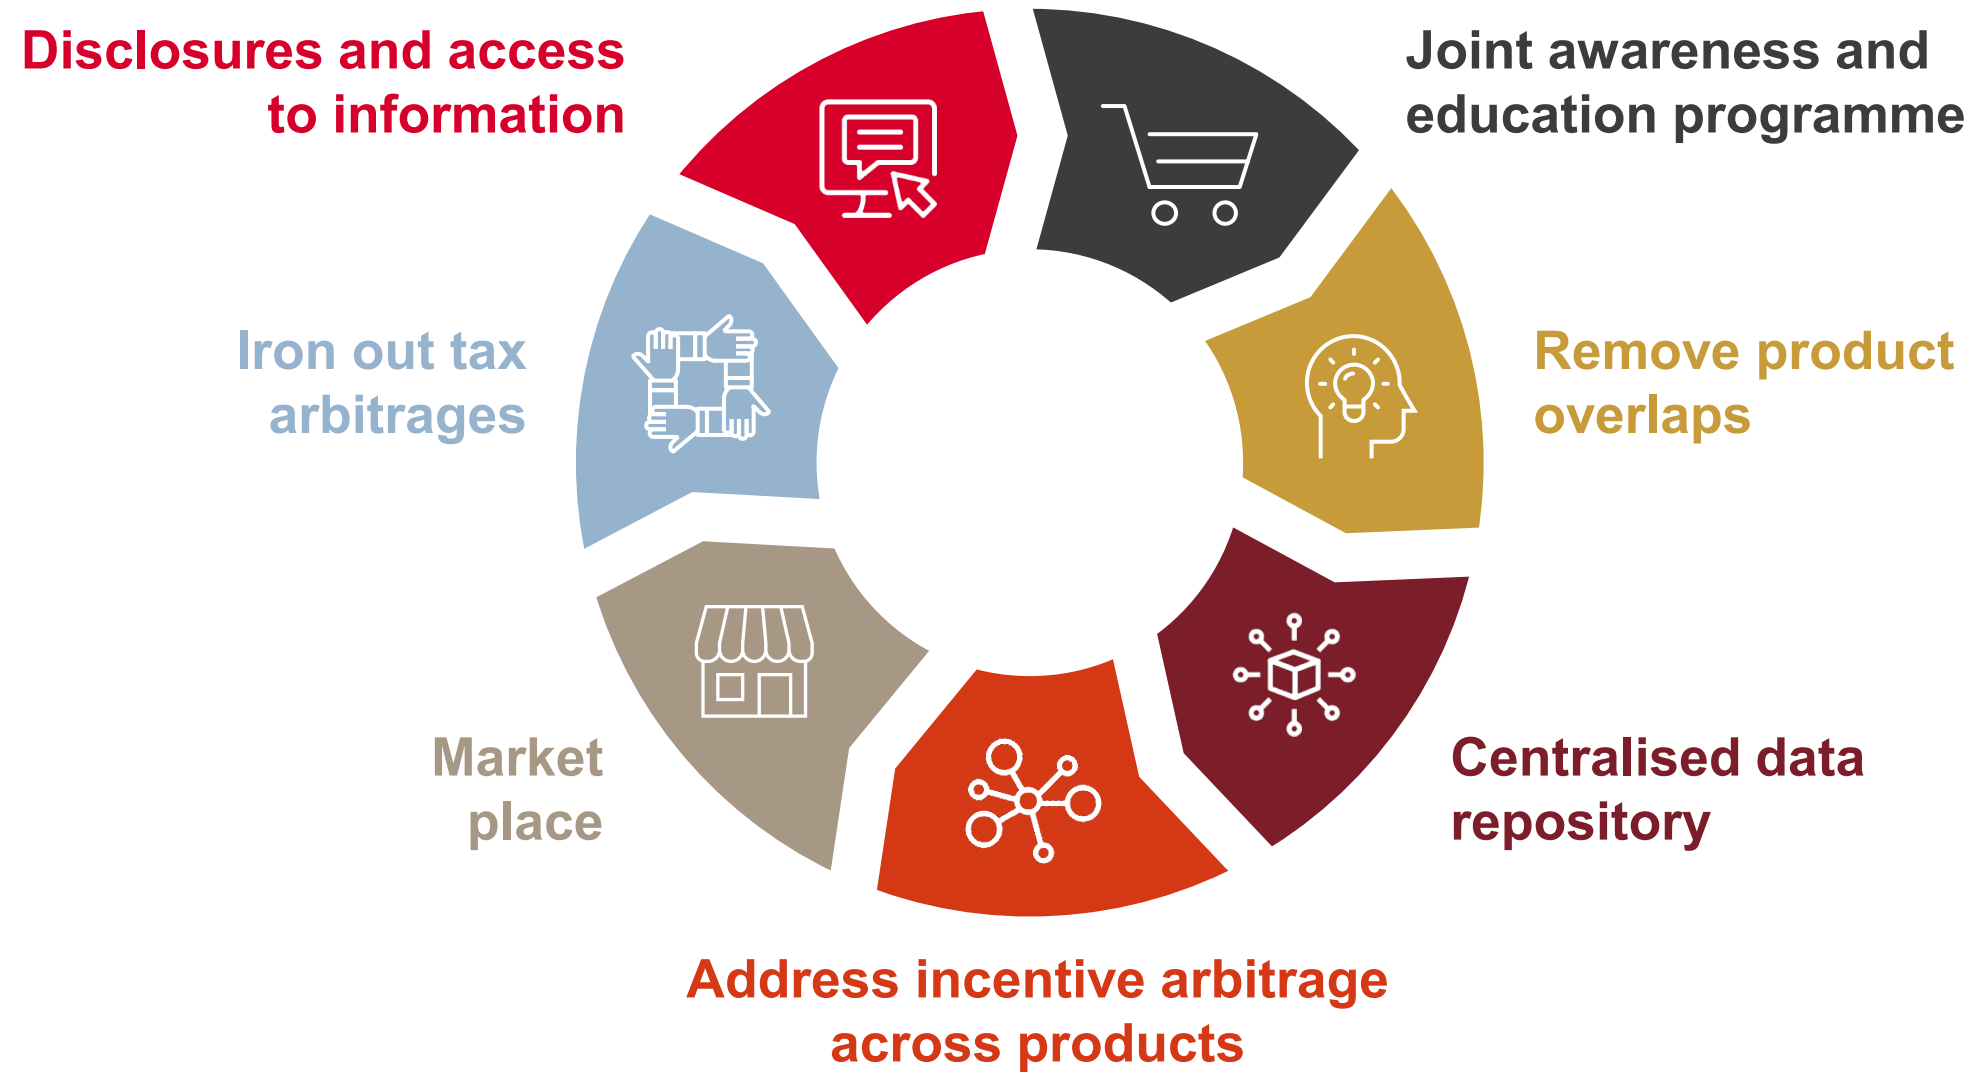 Disclosures and access
to information
Joint awareness and
education programme
Iron out tax
arbitrages
Remove product
overlaps
Market
place
Centralised data
repository
Address incentive arbitrage
across products